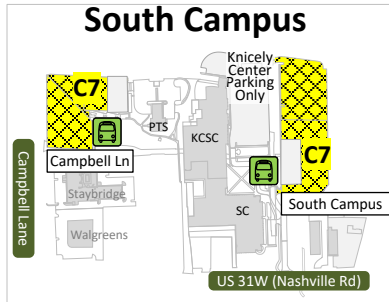 South Campus
Knicely
Center
Parking
Only
C7
PTS
KCSC
C7
Campbell Ln
Campbell Lane
Staybridge
South Campus
SC
Walgreens
US 31W (Nashville Rd)